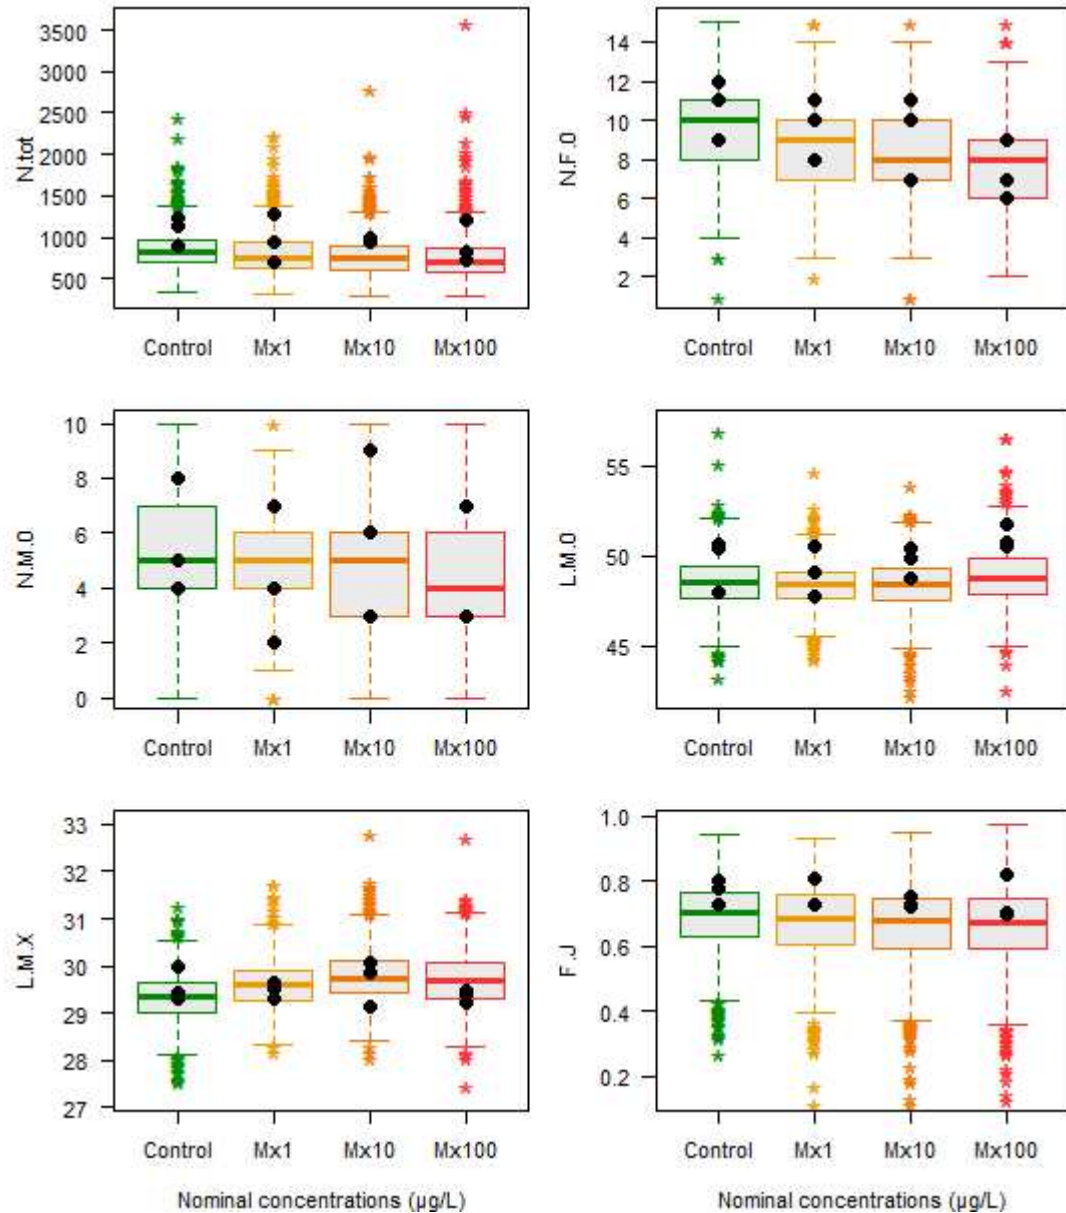 N.tot
3500
3000
2500
2000
1500
1000
500
Control Mx1 Mx10 Mx100
N.F.0
14
12
10
8
6
4
2
Control Mx1 Mx10 Mx100
N.M.0
10
8
6
4
2
0
Control Mx1 Mx10 Mx100
L.M.0
55
50
45
Control Mx1 Mx10 Mx100
L.M.X
33
32
31
30
29
28
27
Control Mx1 Mx10 Mx100
Nominal concentrations (µg/L)
F.J
1.0
0.8
0.6
0.4
0.2
Control Mx1 Mx10 Mx100
Nominal concentrations (µg/L)